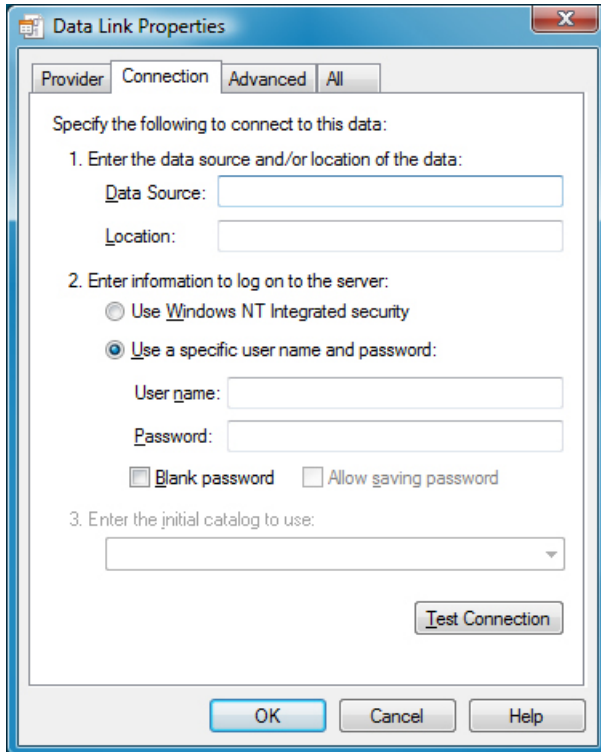 Data Link Properties
Provider Connection Advanced All
Specify the following to connect to this data:
1. Enter the data source and/or location of the data:
Data Source:
Location:
2. Enter information to log on to the server:
Use Windows NT Integrated security
Use a specific user name and password:
User name:
Password:
Blank password Allow saving password
3. Enter the initial catalog to use:
Test Connection
OK Cancel Help